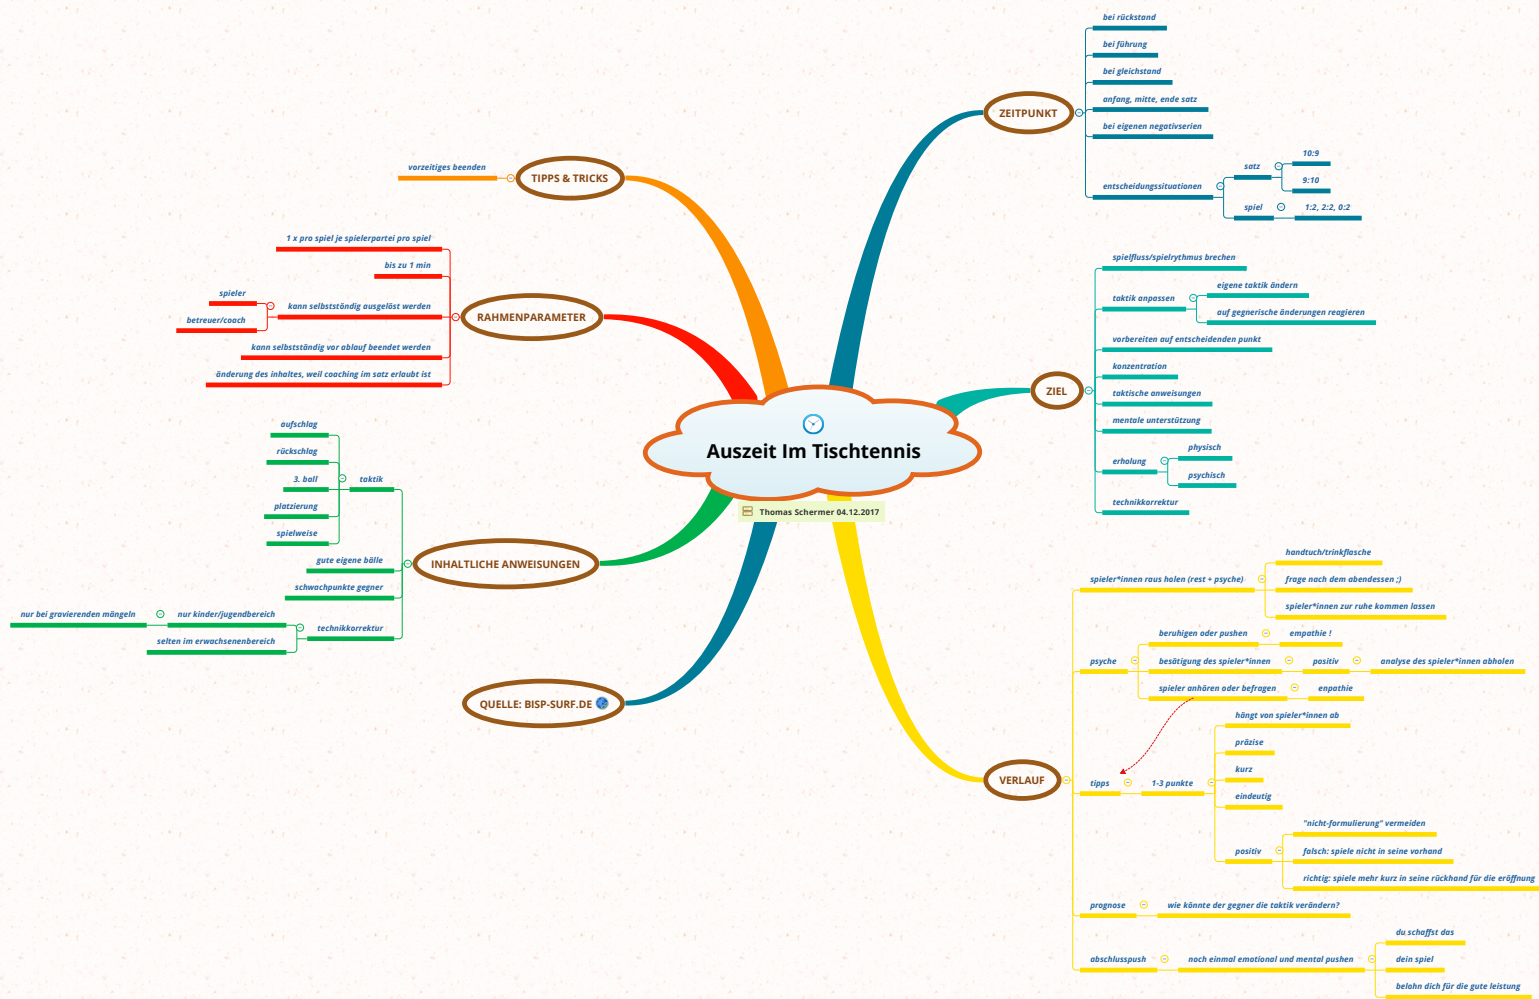 Auszeit Im Tischtennis
Thomas Schermer 04.12.2017
ZEITPUNKT
bei rückstand
bei führung
bei gleichstand
anfang, mitte, ende satz
bei eigenen negativserien
entscheidungssituationen
satz
10:9
9:10
spiel
1:2, 2:2, 0:2
ZIEL
spielfluss/spielrythmus brechen
taktik anpassen
eigene taktik ändern
auf gegnerische änderungen reagieren
vorbereiten auf entscheidenden punkt
konzentration
taktische anweisungen
mentale unterstützung
erholung
physisch
psychisch
technikkorrektur
VERLAUF
spieler*innen raus holen (rest + psyche)
handtuch/trinkflasche
frage nach dem abendessen ;)
spieler*innen zur ruhe kommen lassen
psyche
beruhigen oder pushen
empathie !
besätigung des spieler*innen
positiv
analyse des spieler*innen abholen
spieler anhören oder befragen
enpathie
tipps
1-3 punkte
hängt von spieler*innen ab
präzise
kurz
eindeutig
positiv
"nicht-formulierung" vermeiden
falsch: spiele nicht in seine vorhand
richtig: spiele mehr kurz in seine rückhand für die eröffnung
prognose
wie könnte der gegner die taktik verändern?
abschlusspush
noch einmal emotional und mental pushen
du schaffst das
dein spiel
belohn dich für die gute leistung
TIPPS & TRICKS
vorzeitiges beenden
RAHMENPARAMETER
1 x pro spiel je spielerpartei pro spiel
bis zu 1 min
kann selbstständig ausgelöst werden
spieler
betreuer/coach
kann selbstständig vor ablauf beendet werden
änderung des inhaltes, weil coaching im satz erlaubt ist
INHALTLICHE ANWEISUNGEN
taktik
aufschlag
rückschlag
3. ball
platzierung
spielweise
gute eigene bälle
schwachpunkte gegner
technikkorrektur
nur kinder/jugendbereich
nur bei gravierenden mängeln
selten im erwachsenenbereich
QUELLE: BISP-SURF.DE